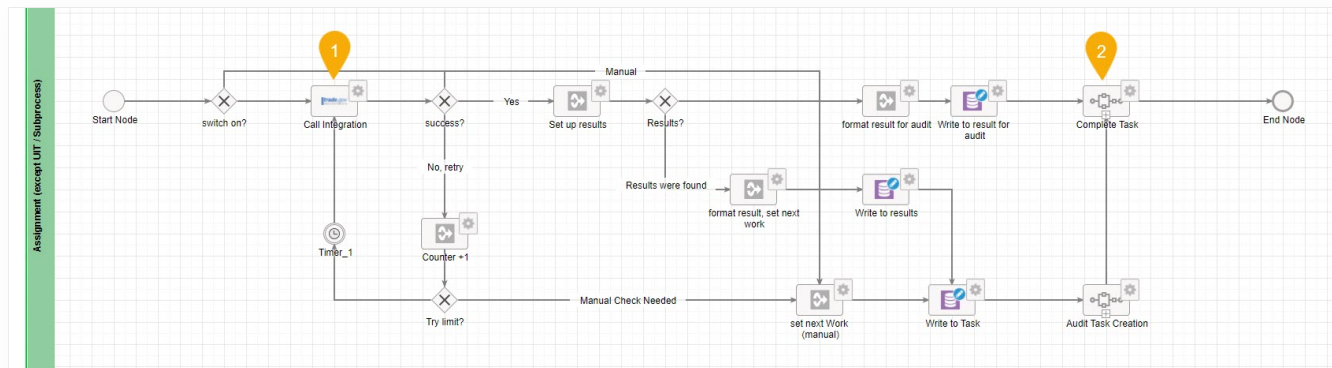 Assignment (except UIT / Subprocess)
1
2
Manual
Start Node
switch on?
trade.gov
Call Integration
success?
Yes
Set up results
Results?
format result for audit
Write to result for
audit
Complete Task
End Node
No, retry
Results were found
format result, set next
work
Write to results
Timer_1
Counter +1
Try limit?
Manual Check Needed
set next Work
(manual)
Write to Task
Audit Task Creation